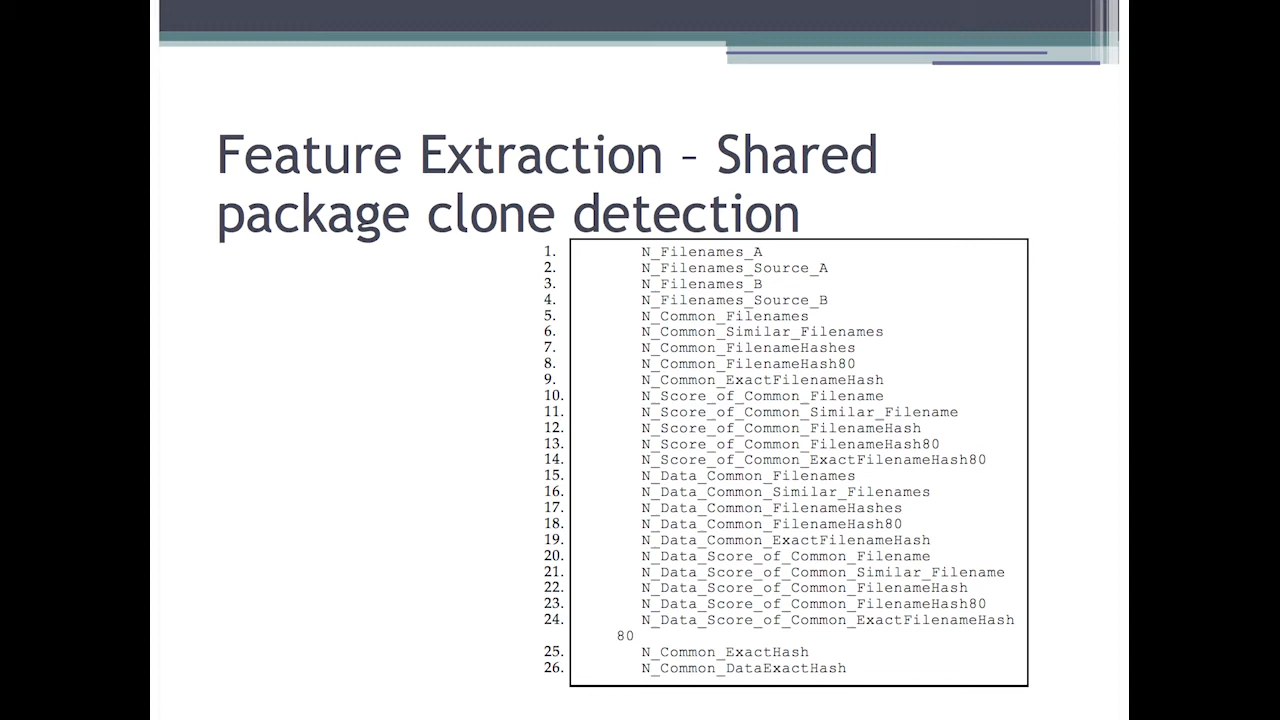 Feature Extraction – Shared
package clone detection
1. N_Filenames_A
2. N_Filenames_Source_A
3. N_Filenames_B
4. N_Filenames_Source_B
5. N_Common_Filenames
6. N_Common_Similar_Filenames
7. N_Common_FilenameHashes
8. N_Common_FilenameHash80
9. N_Common_ExactFilenameHash
10. N_Score_of_Common_Filename
11. N_Score_of_Common_Similar_Filename
12. N_Score_of_Common_FilenameHash
13. N_Score_of_Common_FilenameHash80
14. N_Score_of_Common_ExactFilenameHash80
15. N_Data_Common_Filenames
16. N_Data_Common_Similar_Filenames
17. N_Data_Common_FilenameHashes
18. N_Data_Common_FilenameHash80
19. N_Data_Common_ExactFilenameHash
20. N_Data_Score_of_Common_Filename
21. N_Data_Score_of_Common_Similar_Filename
22. N_Data_Score_of_Common_FilenameHash
23. N_Data_Score_of_Common_FilenameHash80
24. N_Data_Score_of_Common_ExactFilenameHash
80
25. N_Common_ExactHash
26. N_Common_DataExactHash